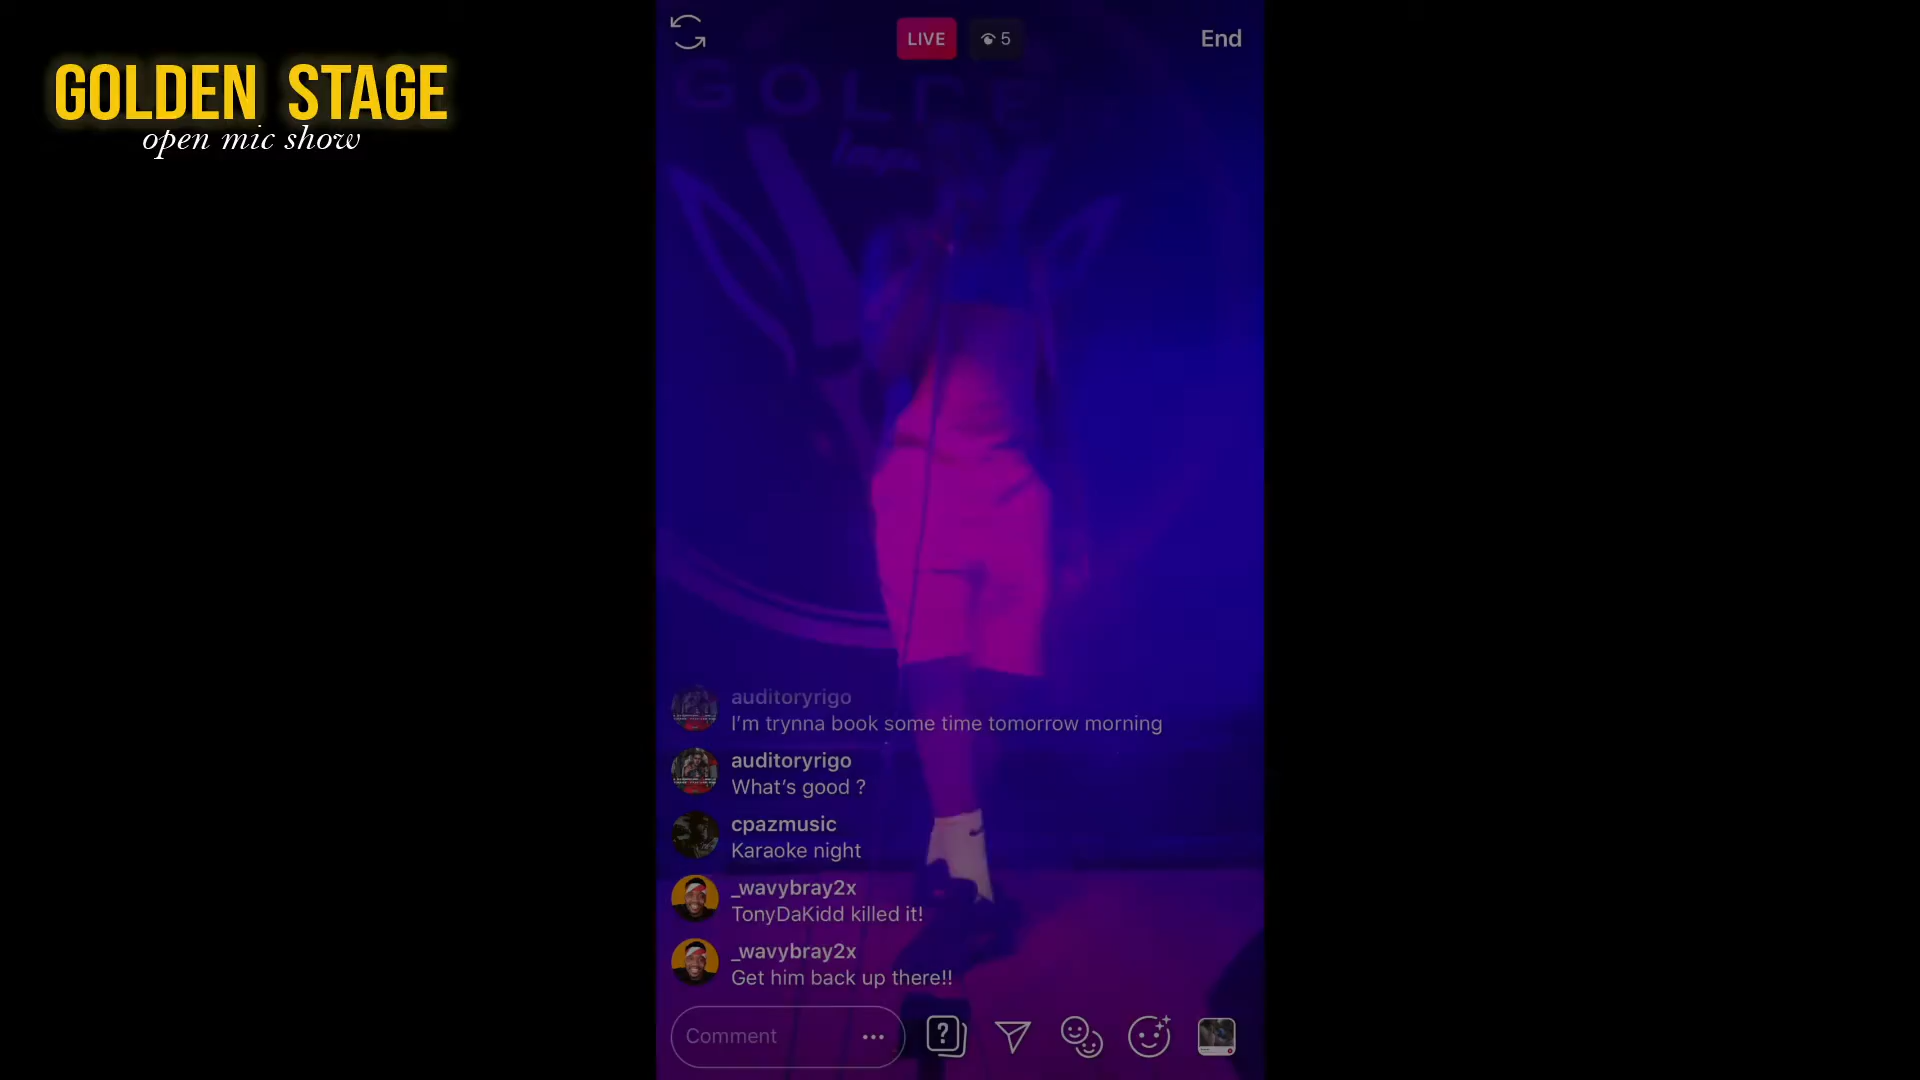 GOLDEN STAGE
open mic show
LIVE
5
End
GOLDE
auditoryrigo
I’m trynna book some time tomorrow morning
auditoryrigo
What’s good ?
cpazmusic
Karaoke night
_wavybray2x
TonyDaKidd killed it!
_wavybray2x
Get him back up there!!
Comment